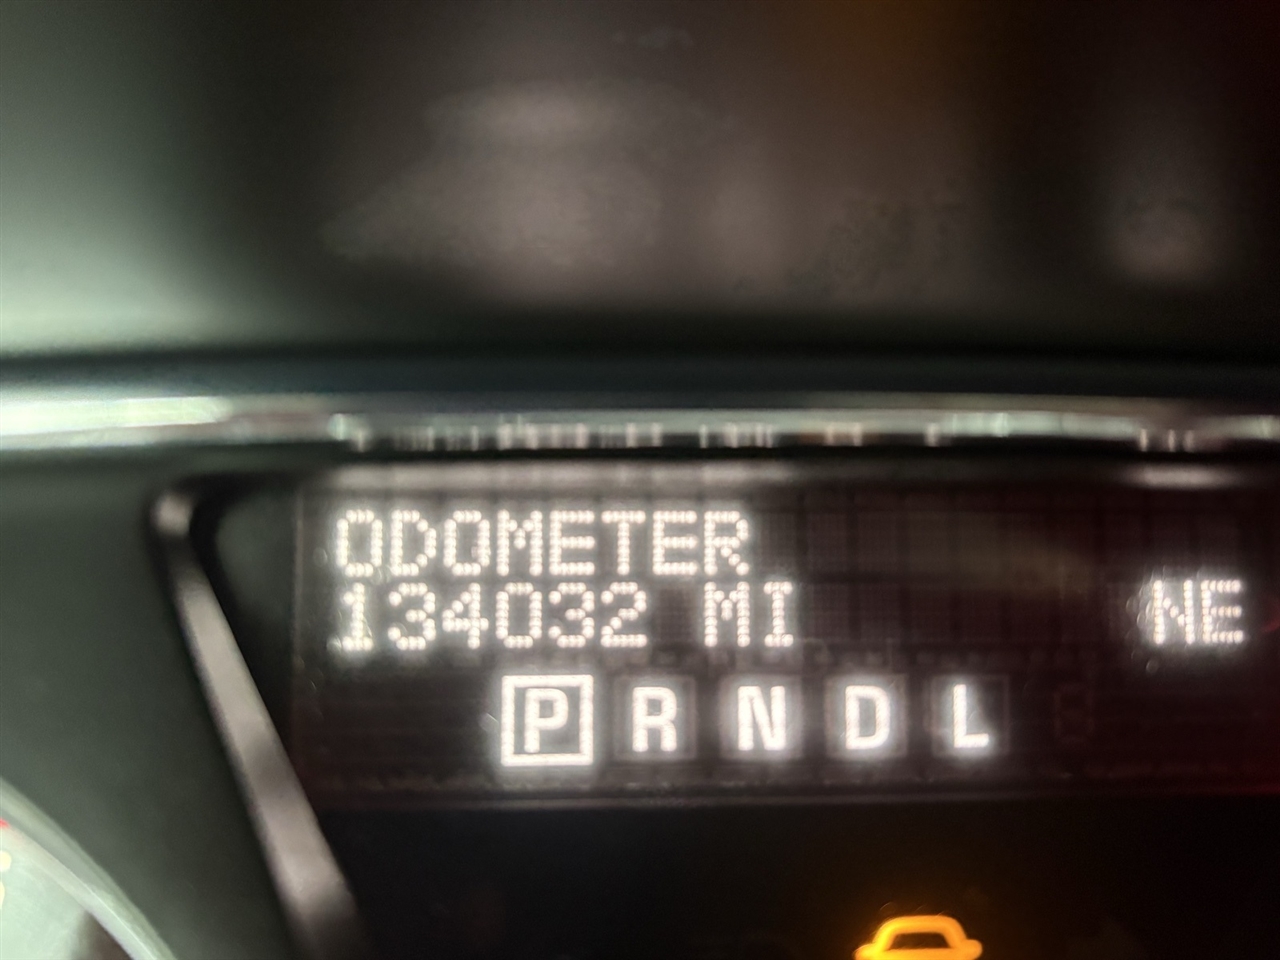 ODOMETER
134032 MI NE
P R N D L